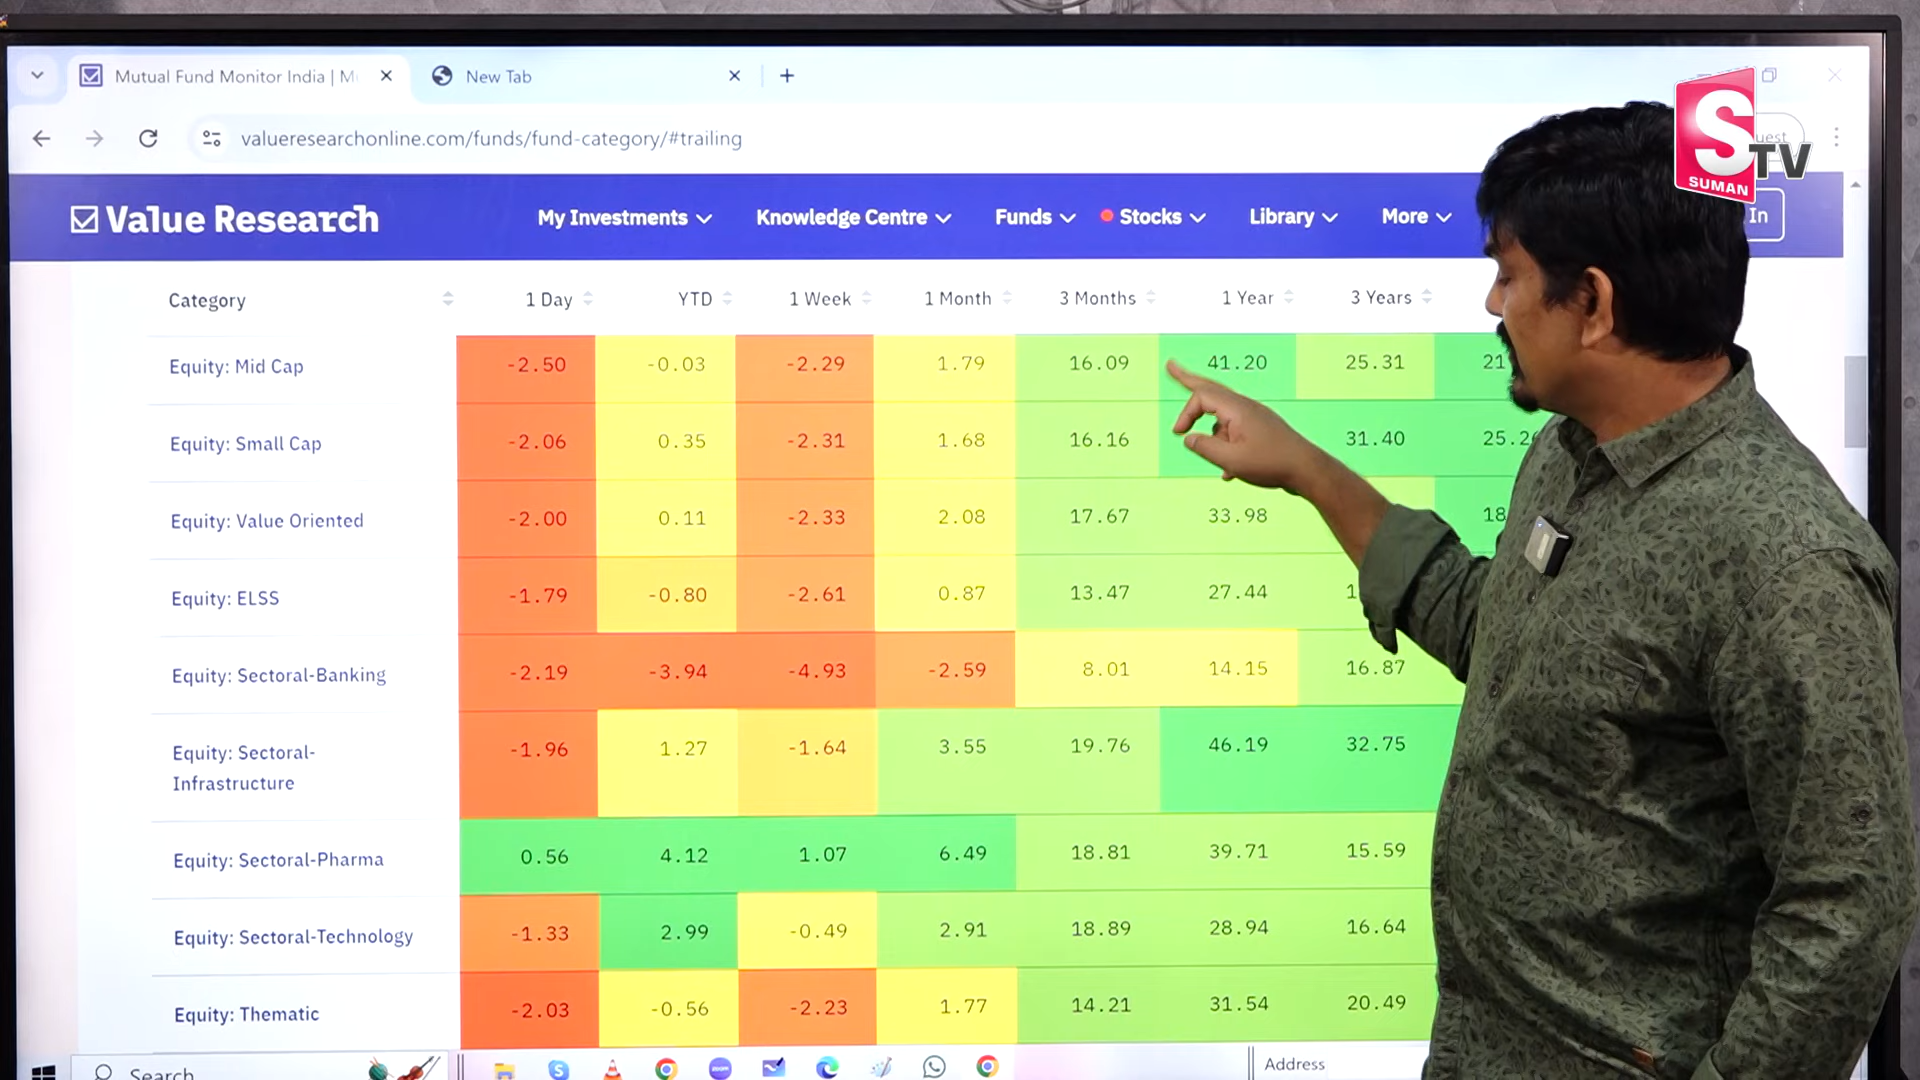 Mutual Fund Monitor India | M
New Tab
valueresearchonline.com/funds/fund-category/#trailing
S
TV
SUMAN
Value Research
My Investments
Knowledge Centre
Funds
Stocks
Library
More
In
Category 1 Day YTD 1 Week 1 Month 3 Months 1 Year 3 Years
Equity: Mid Cap -2.50 -0.03 -2.29 1.79 16.09 41.20 25.31 21
Equity: Small Cap -2.06 0.35 -2.31 1.68 16.16 31.40 25.26
Equity: Value Oriented -2.00 0.11 -2.33 2.08 17.67 33.98 18
Equity: ELSS -1.79 -0.80 -2.61 0.87 13.47 27.44 1
Equity: Sectoral-Banking -2.19 -3.94 -4.93 -2.59 8.01 14.15 16.87
Equity: Sectoral-
Infrastructure -1.96 1.27 -1.64 3.55 19.76 46.19 32.75
Equity: Sectoral-Pharma 0.56 4.12 1.07 6.49 18.81 39.71 15.59
Equity: Sectoral-Technology -1.33 2.99 -0.49 2.91 18.89 28.94 16.64
Equity: Thematic -2.03 -0.56 -2.23 1.77 14.21 31.54 20.49
Search
zoom
Address